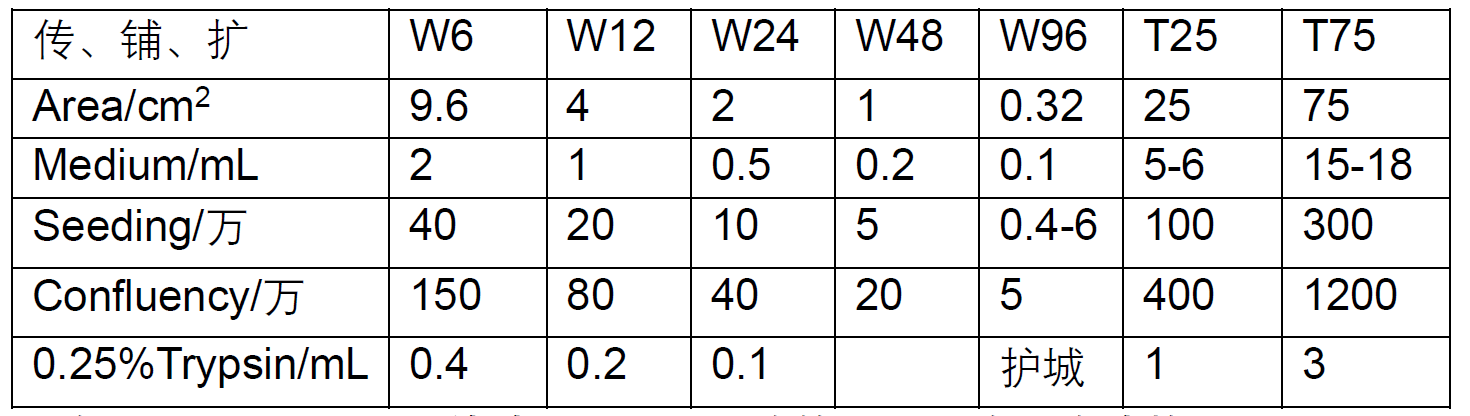 传、铺、扩 W6 W12 W24 W48 W96 T25 T75
Area/cm² 9.6 4 2 1 0.32 25 75
Medium/mL 2 1 0.5 0.2 0.1 5-6 15-18
Seeding/万 40 20 10 5 0.4-6 100 300
Confluency/万 150 80 40 20 5 400 1200
0.25%Trypsin/mL 0.4 0.2 0.1 护城 1 3